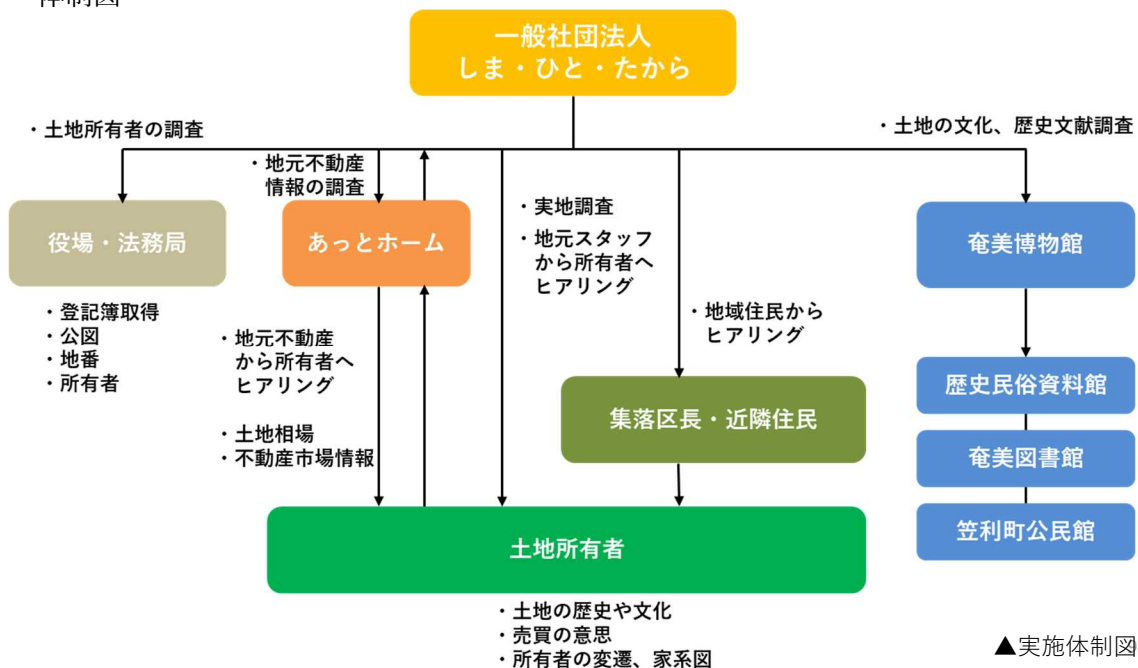 体制図
一般社団法人
しま・ひと・たから
・土地所有者の調査
・土地の文化、歴史文献調査
・地元不動産
情報の調査
・実地調査
・地元スタッフ
から所有者へ
ヒアリング
役場・法務局
あっとホーム
奄美博物館
・登記簿取得
・公図
・地番
・所有者
・地元不動産
から所有者へ
ヒアリング
・土地相場
・不動産市場情報
・地域住民から
ヒアリング
集落区長・近隣住民
歴史民俗資料館
奄美図書館
笠利町公民館
土地所有者
・土地の歴史や文化
・売買の意思
・所有者の変遷、家系図
▲実施体制図